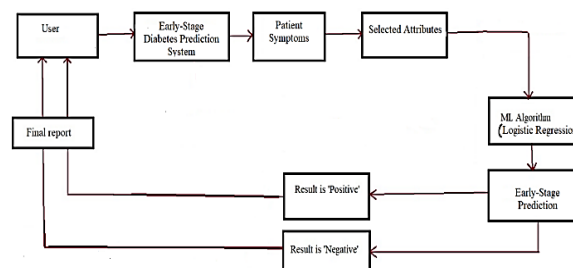 User
Early-Stage
Diabetes Prediction
System
Patient
Symptoms
Selected Attributes
ML Algorithm
(Logistic Regression
Early-Stage
Prediction
Result is 'Positive'
Result is 'Negative'
Final report